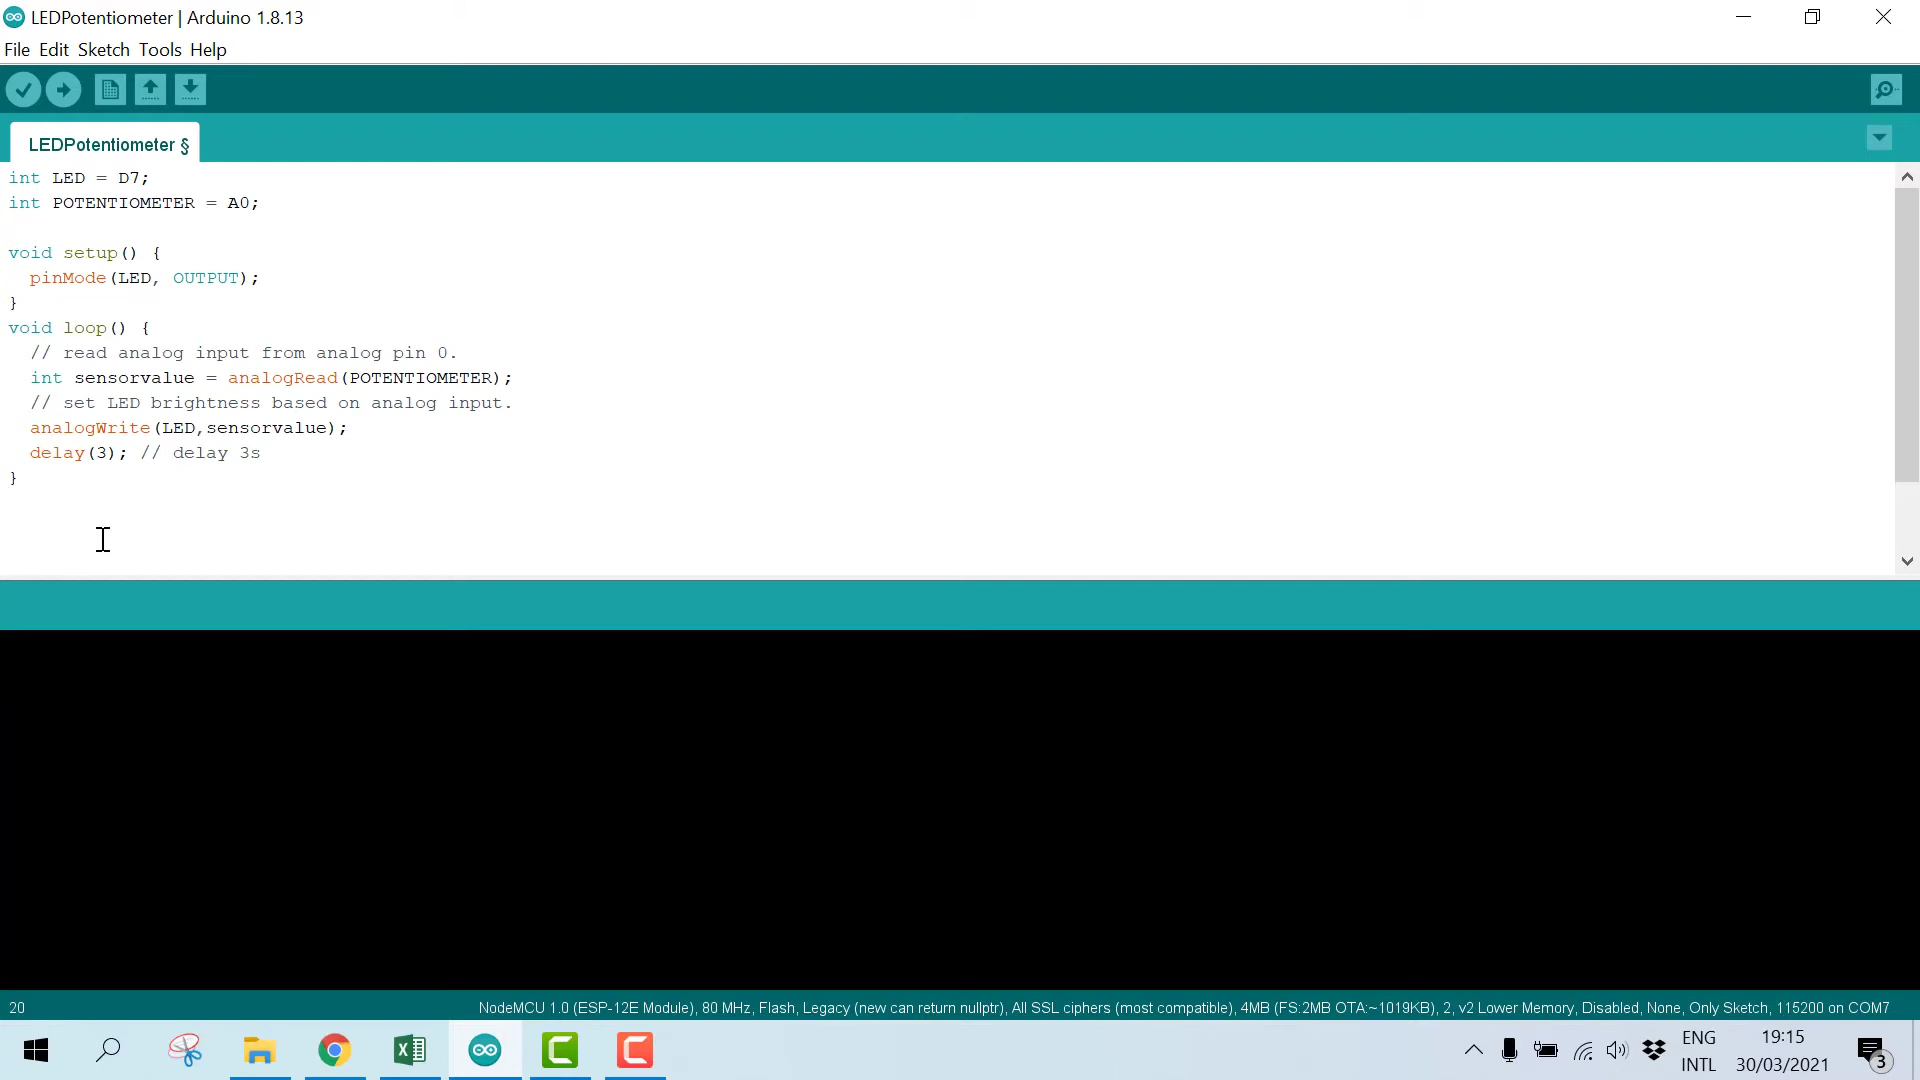 LEDPotentiometer | Arduino 1.8.13
File Edit Sketch Tools Help
LEDPotentiometer §
int LED = D7;
int POTENTIOMETER = A0;
void setup() {
  pinMode(LED, OUTPUT);
}
void loop() {
  // read analog input from analog pin 0.
  int sensorvalue = analogRead(POTENTIOMETER);
  // set LED brightness based on analog input.
  analogWrite(LED,sensorvalue);
  delay(3); // delay 3s
}
20
NodeMCU 1.0 (ESP-12E Module), 80 MHz, Flash, Legacy (new can return nullptr), All SSL ciphers (most compatible), 4MB (FS:2MB OTA:~1019KB), 2, v2 Lower Memory, Disabled, None, Only Sketch, 115200 on COM7
ENG
INTL
19:15
30/03/2021
3